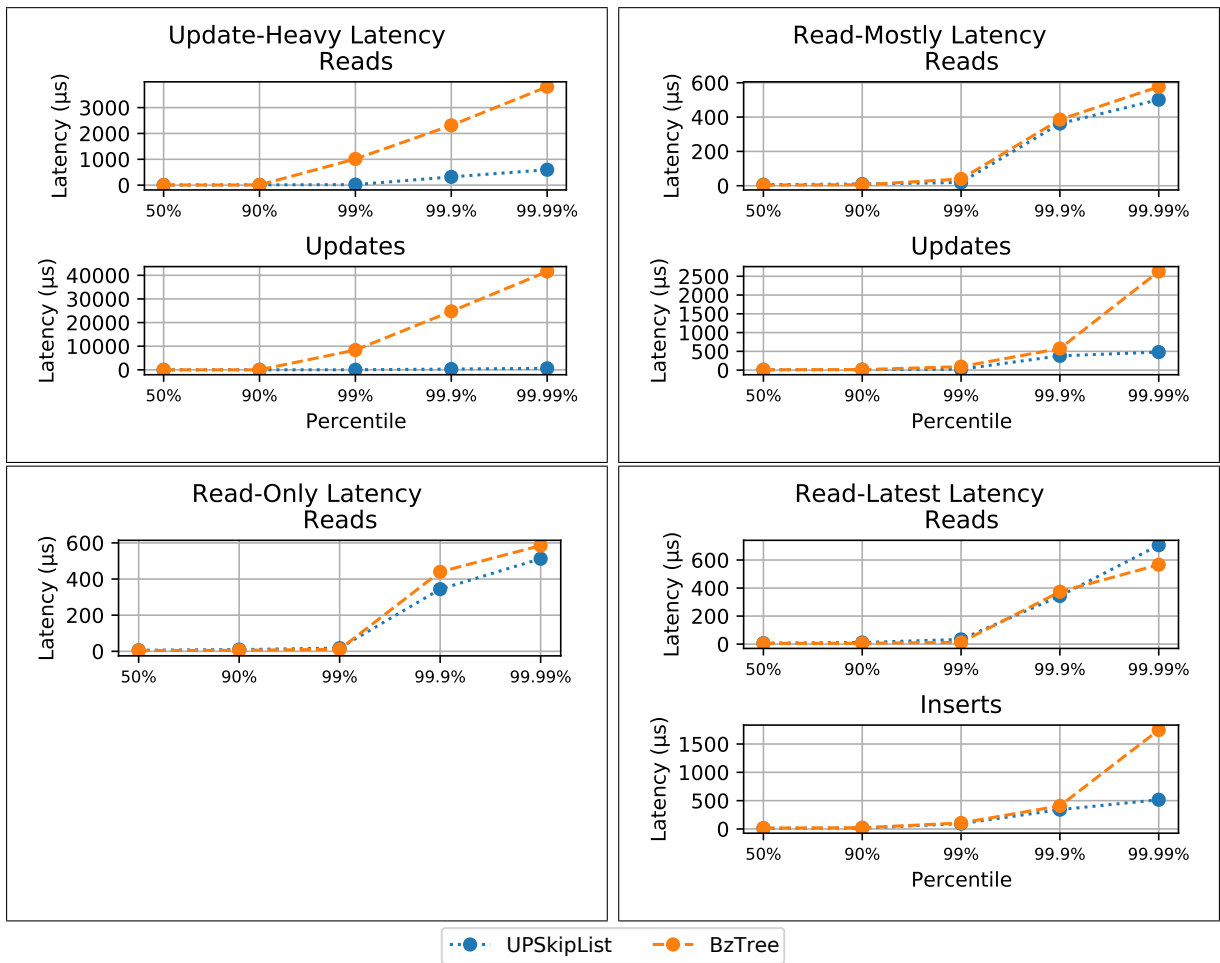 Update-Heavy Latency
Reads
Latency (µs)
3000
2000
1000
0
50% 90% 99% 99.9% 99.99%
Updates
Latency (µs)
40000
30000
20000
10000
0
50% 90% 99% 99.9% 99.99%
Percentile
Read-Mostly Latency
Reads
Latency (µs)
600
400
200
0
50% 90% 99% 99.9% 99.99%
Updates
Latency (µs)
2500
2000
1500
1000
500
0
50% 90% 99% 99.9% 99.99%
Percentile
Read-Only Latency
Reads
Latency (µs)
600
400
200
0
50% 90% 99% 99.9% 99.99%
Read-Latest Latency
Reads
Latency (µs)
600
400
200
0
50% 90% 99% 99.9% 99.99%
Inserts
Latency (µs)
1500
1000
500
0
50% 90% 99% 99.9% 99.99%
Percentile
UPSkipList BzTree